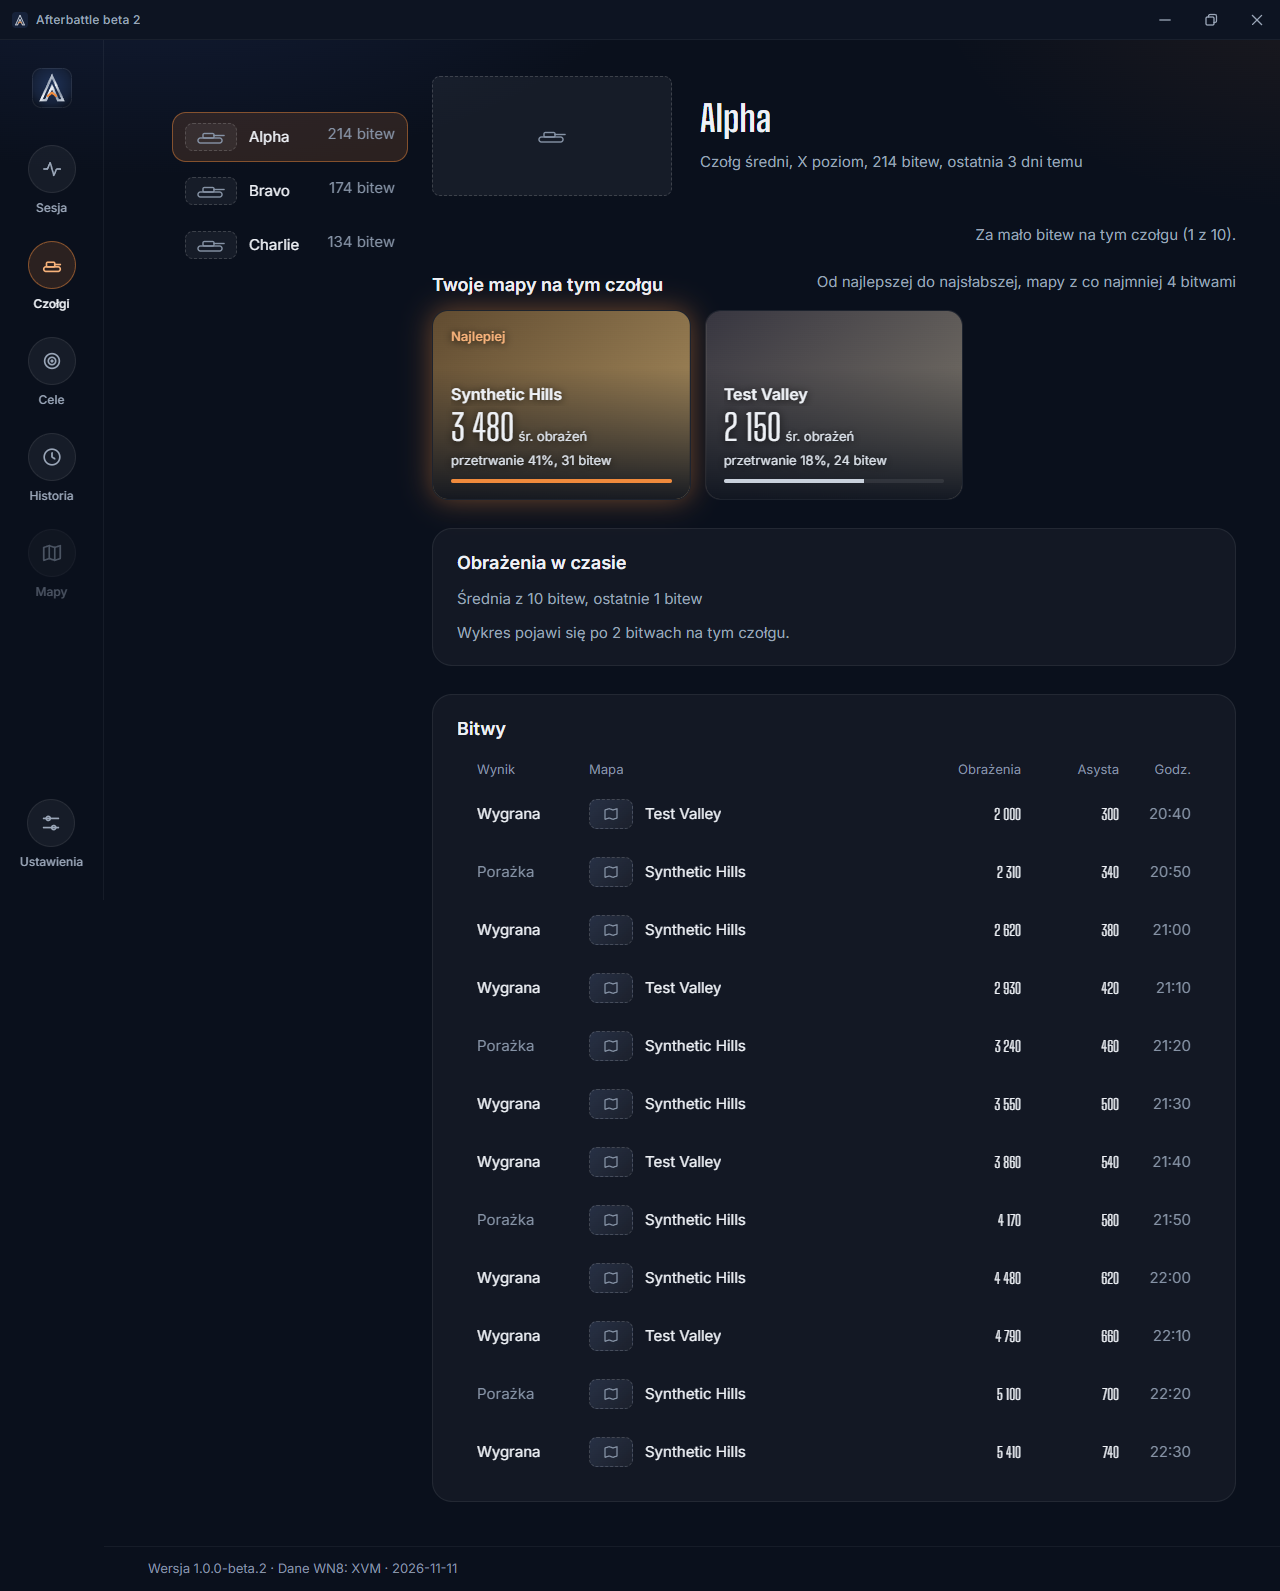 Afterbattle beta 2
Sesja
Czołgi
Cele
Historia
Mapy
Ustawienia
Alpha 214 bitew
Bravo 174 bitew
Charlie 134 bitew
Alpha
Czołg średni, X poziom, 214 bitew, ostatnia 3 dni temu
Za mało bitew na tym czołgu (1 z 10).
Twoje mapy na tym czołgu
Od najlepszej do najsłabszej, mapy z co najmniej 4 bitwami
Najlepiej
Synthetic Hills
3 480 śr. obrażeń
przetrwanie 41%, 31 bitew
Test Valley
2 150 śr. obrażeń
przetrwanie 18%, 24 bitew
Obrażenia w czasie
Średnia z 10 bitew, ostatnie 1 bitew
Wykres pojawi się po 2 bitwach na tym czołgu.
Bitwy
Wynik Mapa Obrażenia Asysta Godz.
Wygrana Test Valley 2 000 300 20:40
Porażka Synthetic Hills 2 310 340 20:50
Wygrana Synthetic Hills 2 620 380 21:00
Wygrana Test Valley 2 930 420 21:10
Porażka Synthetic Hills 3 240 460 21:20
Wygrana Synthetic Hills 3 550 500 21:30
Wygrana Test Valley 3 860 540 21:40
Porażka Synthetic Hills 4 170 580 21:50
Wygrana Synthetic Hills 4 480 620 22:00
Wygrana Test Valley 4 790 660 22:10
Porażka Synthetic Hills 5 100 700 22:20
Wygrana Synthetic Hills 5 410 740 22:30
Wersja 1.0.0-beta.2 · Dane WN8: XVM · 2026-11-11